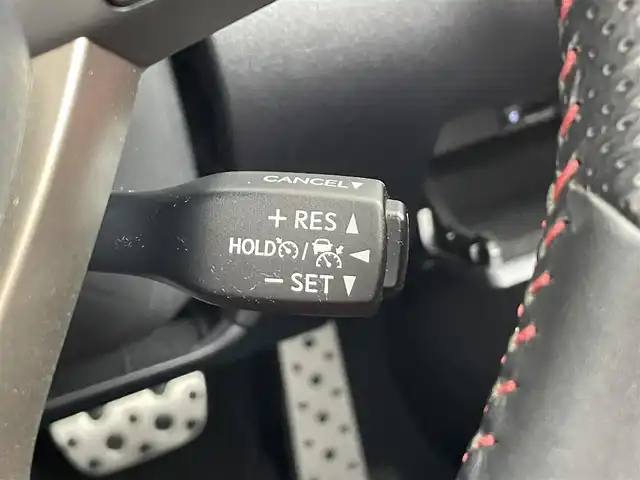 CANCEL▼
+ RES ▲
HOLD / ◀
− SET ▼